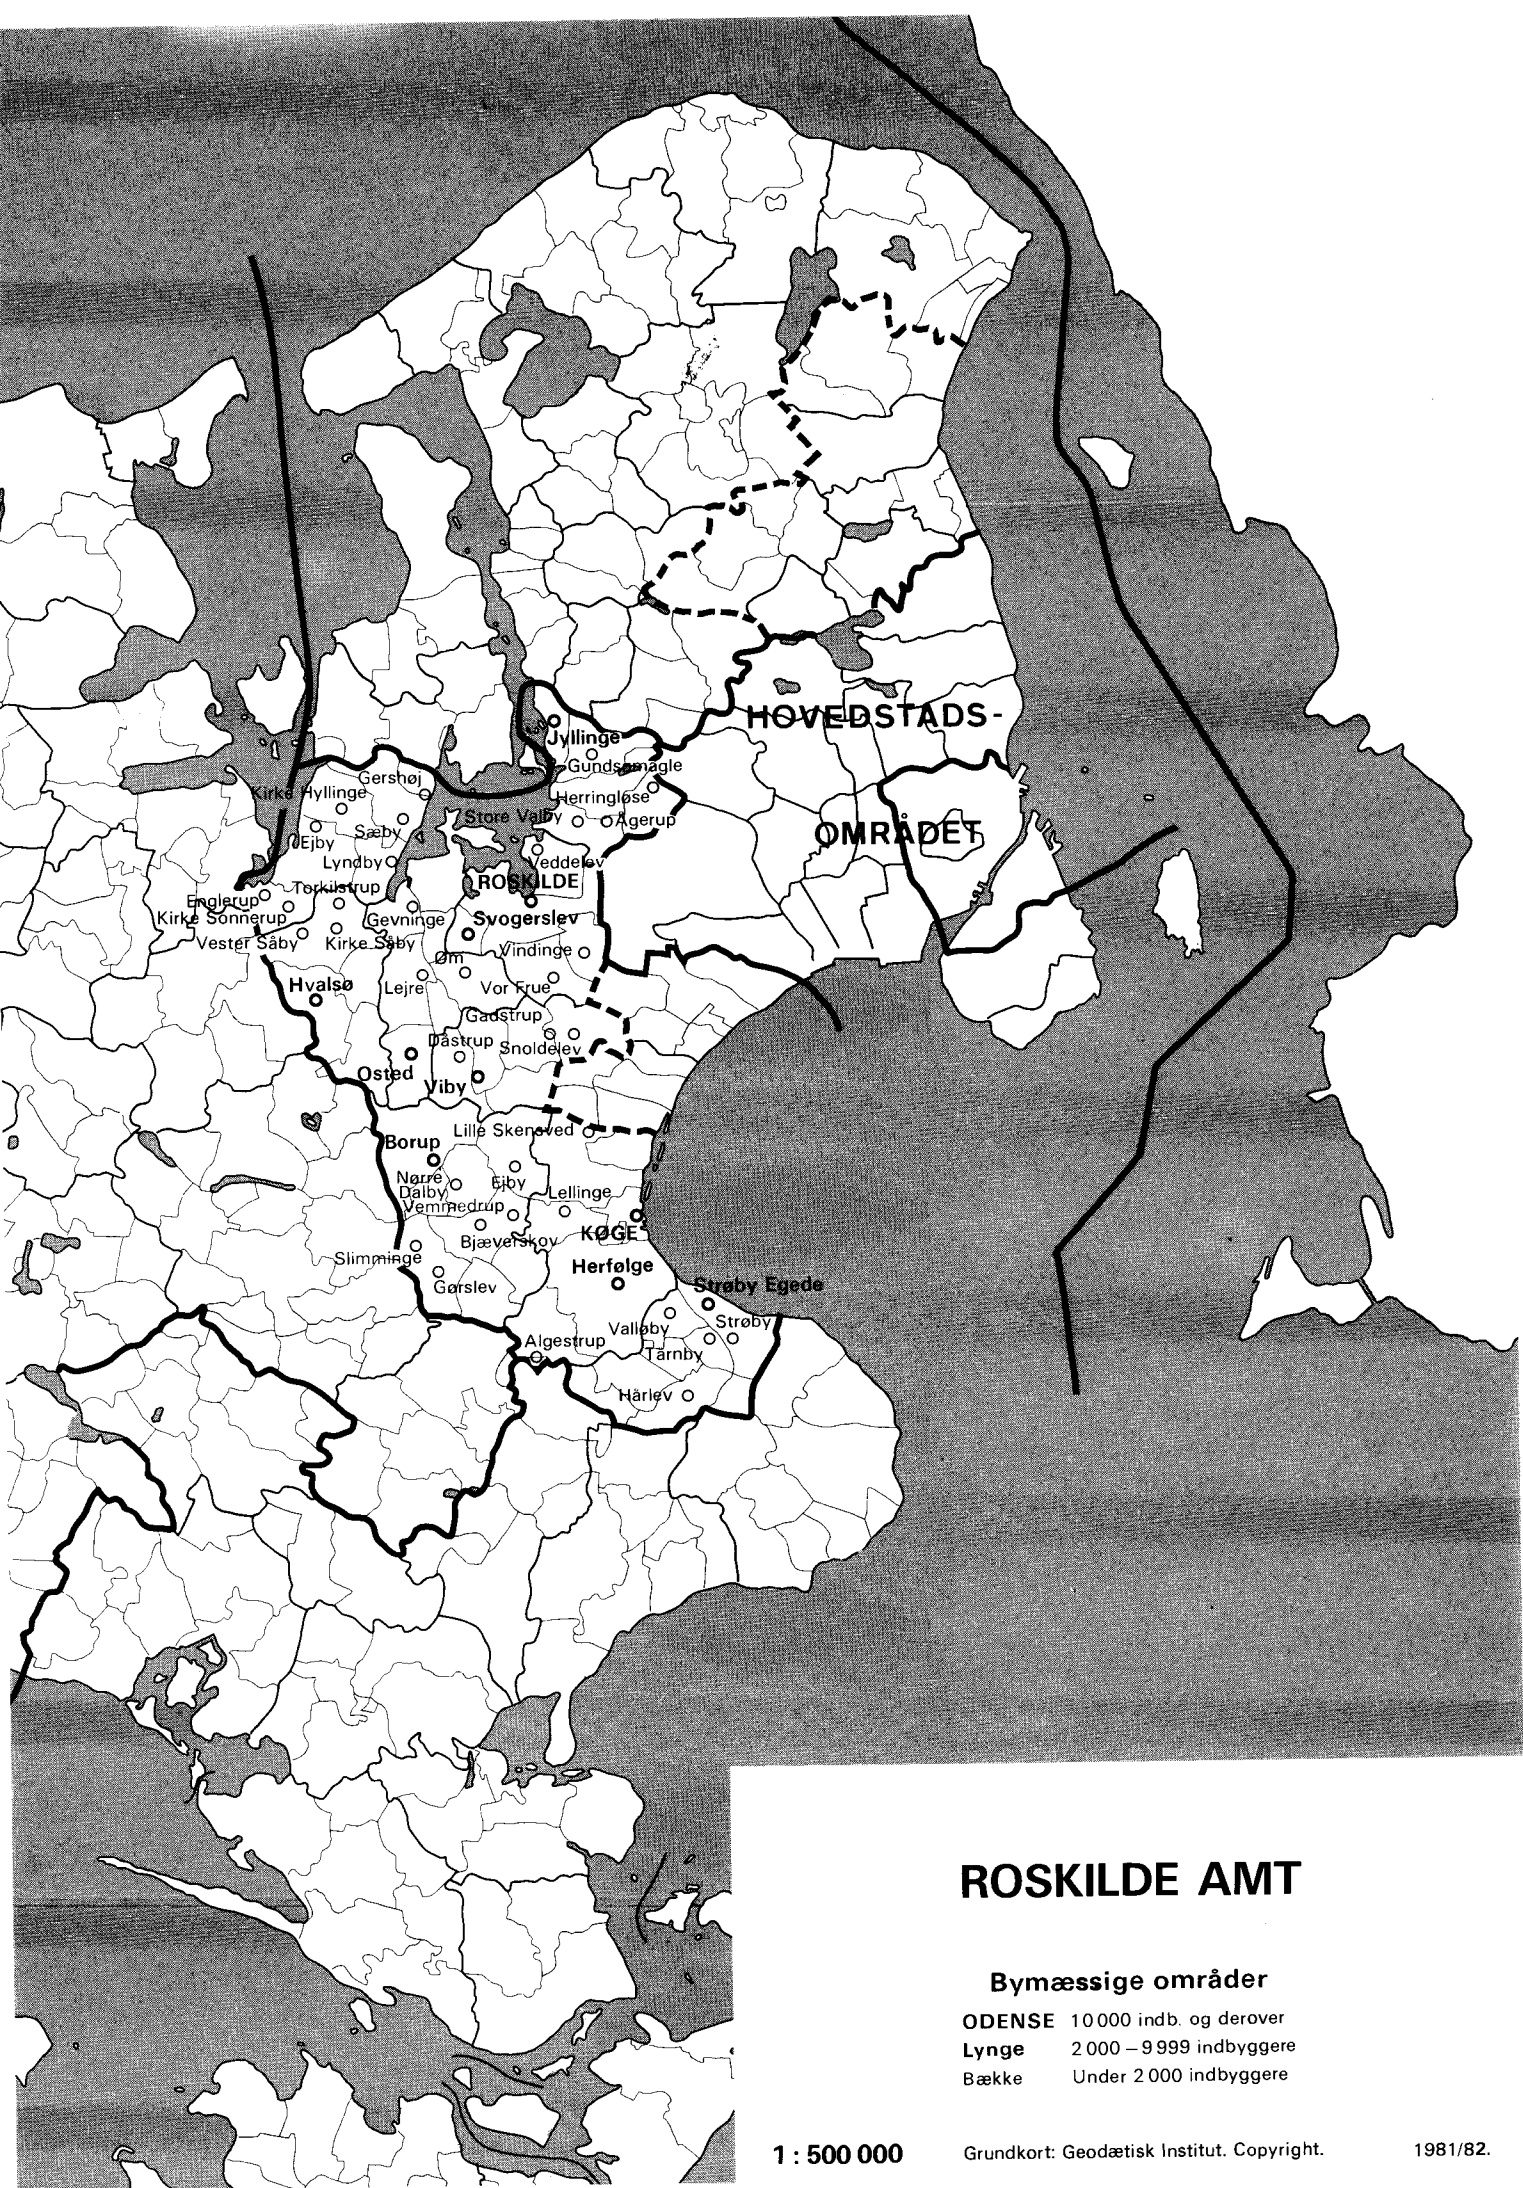 HOVEDSTADS-
Jyllinge
Gundsømagle
Gershøj
Kirke Hyllinge
Herringløse
Store Valby
Ågerup
Sæby
Ejby
OMRÅDET
Lyndby
Veddelev
ROSKILDE
Torkilstrup
Englerup
Kirke Sonnerup
Gevninge
Svogerslev
Vester Såby
Kirke Såby
Vindinge
Øm
Hvalsø
Lejre
Vor Frue
Gadstrup
Dåstrup
Snoldelev
Osted
Viby
Lille Skensved
Borup
Nørre
Dalby
Ejby
Lellinge
Vemmedrup
Bjæverskov
KØGE
Slimminge
Herfølge
Gørslev
Strøby Egede
Strøby
Valløby
Algestrup
Tårnby
Hårlev
ROSKILDE AMT
Bymæssige områder
ODENSE 10 000 indb. og derover
Lynge 2 000 – 9 999 indbyggere
Bække Under 2 000 indbyggere
1 : 500 000 Grundkort: Geodætisk Institut. Copyright. 1981/82.